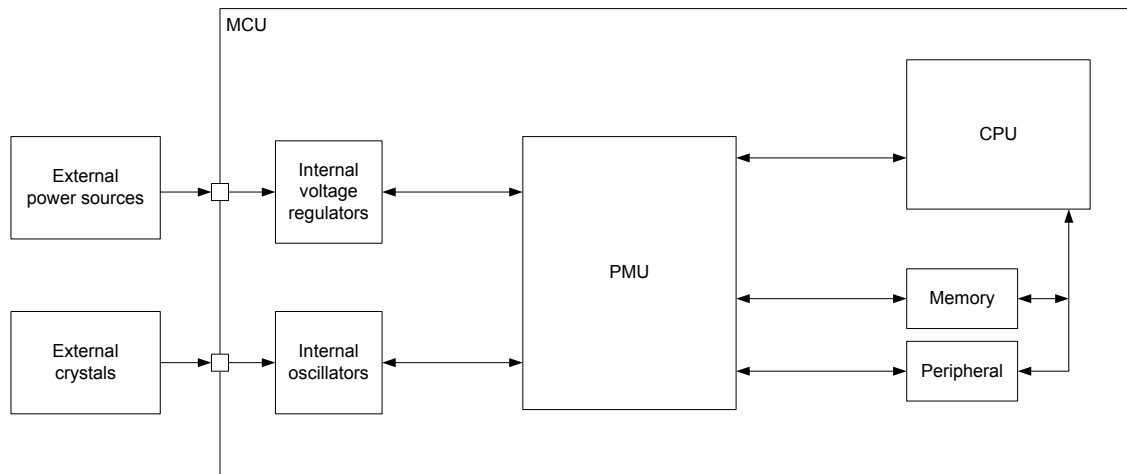 MCU
External
power sources
Internal
voltage
regulators
PMU
CPU
Memory
External
crystals
Internal
oscillators
Peripheral